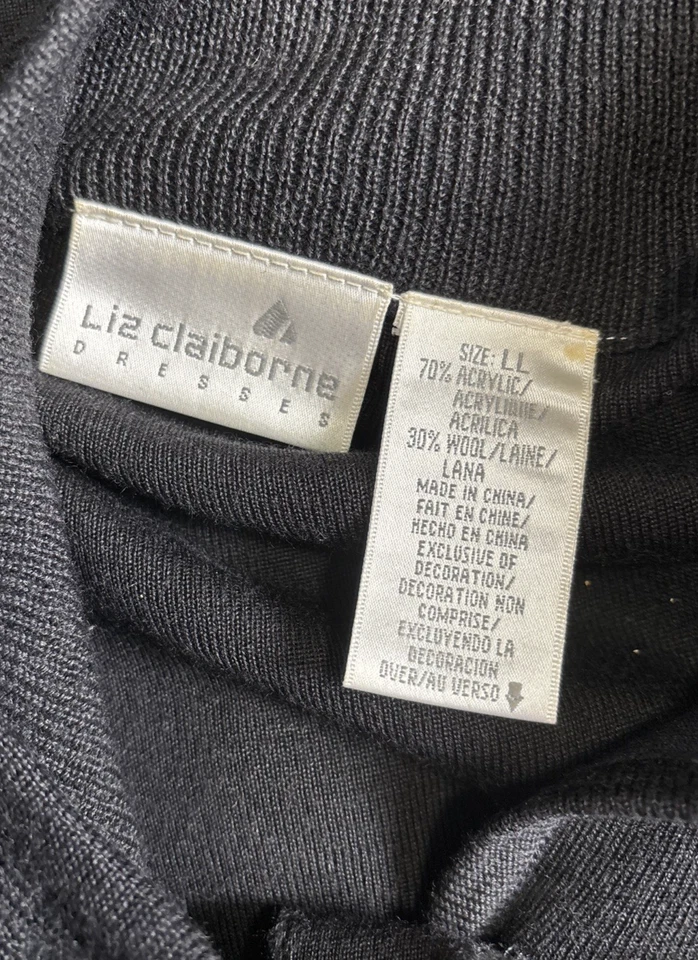 Liz claiborne
DRESSES
SIZE: LL
70% ACRYLIC/
ACRYLIQUE/
ACRILICA
30% WOOL/LAINE/
LANA
MADE IN CHINA/
FAIT EN CHINE/
HECHO EN CHINA
EXCLUSIVE OF
DECORATION/
DECORATION NON
COMPRISE/
EXCLUYENDO LA
DECORACION
OVER/AU VERSO